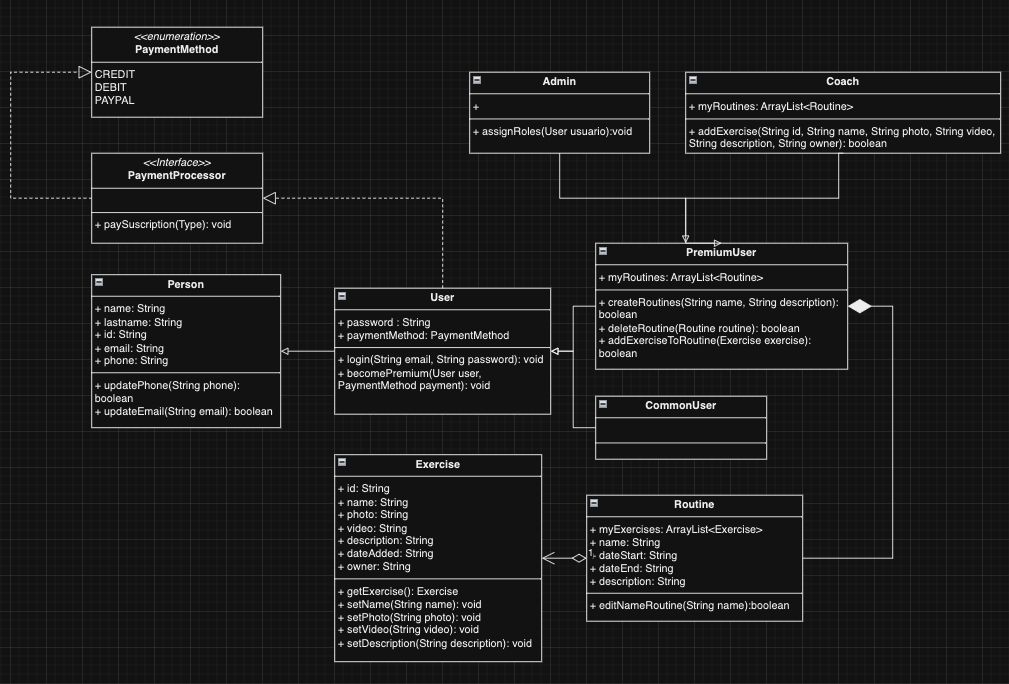 <<enumeration>>
PaymentMethod
CREDIT
DEBIT
PAYPAL
<<Interface>>
PaymentProcessor
+ paySuscription(Type): void
Admin
+
+ assignRoles(User usuario):void
Coach
+ myRoutines: ArrayList<Routine>
+ addExercise(String id, String name, String photo, String video,
String description, String owner): boolean
PremiumUser
+ myRoutines: ArrayList<Routine>
+ createRoutines(String name, String description):
boolean
+ deleteRoutine(Routine routine): boolean
+ addExerciseToRoutine(Exercise exercise):
boolean
Person
+ name: String
+ lastname: String
+ id: String
+ email: String
+ phone: String
+ updatePhone(String phone):
boolean
+ updateEmail(String email): boolean
User
+ password : String
+ paymethod: PaymentMethod
+ login(String email, String password): void
+ becomePremium(User user,
PaymentMethod payment): void
CommonUser
Exercise
+ id: String
+ name: String
+ photo: String
+ video: String
+ description: String
+ dateAdded: String
+ owner: String
+ getExercise(): Exercise
+ setName(String name): void
+ setPhoto(String photo): void
+ setVideo(String video): void
+ setDescription(String description): void
Routine
+ myExercises: ArrayList<Exercise>
+ name: String
1
+ dateStart: String
+ dateEnd: String
+ description: String
+ editNameRoutine(String name):boolean